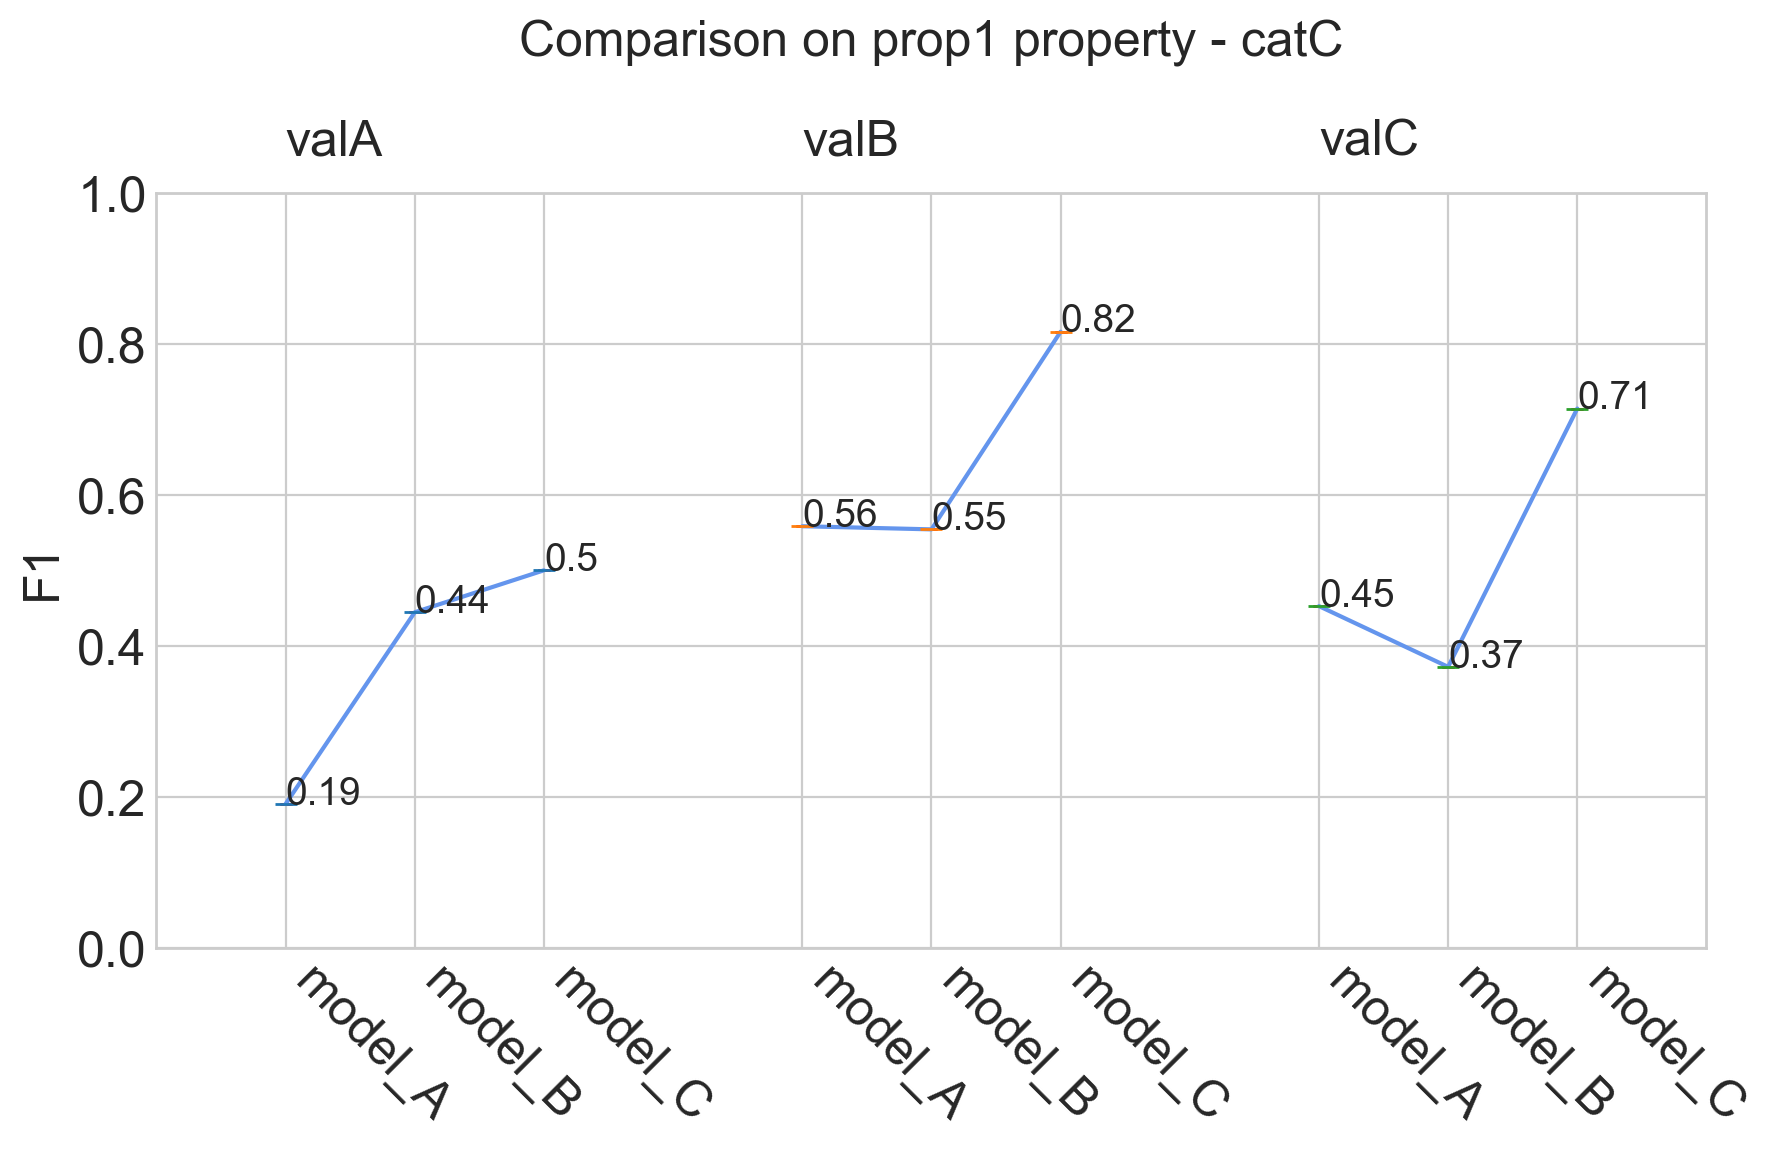 Comparison on prop1 property - catC
valA
valB
valC
1.0
0.8
0.6
0.4
0.2
0.0
F1
0.19
0.44
0.5
0.56
0.55
0.82
0.45
0.37
0.71
model_A
model_B
model_C
model_A
model_B
model_C
model_A
model_B
model_C